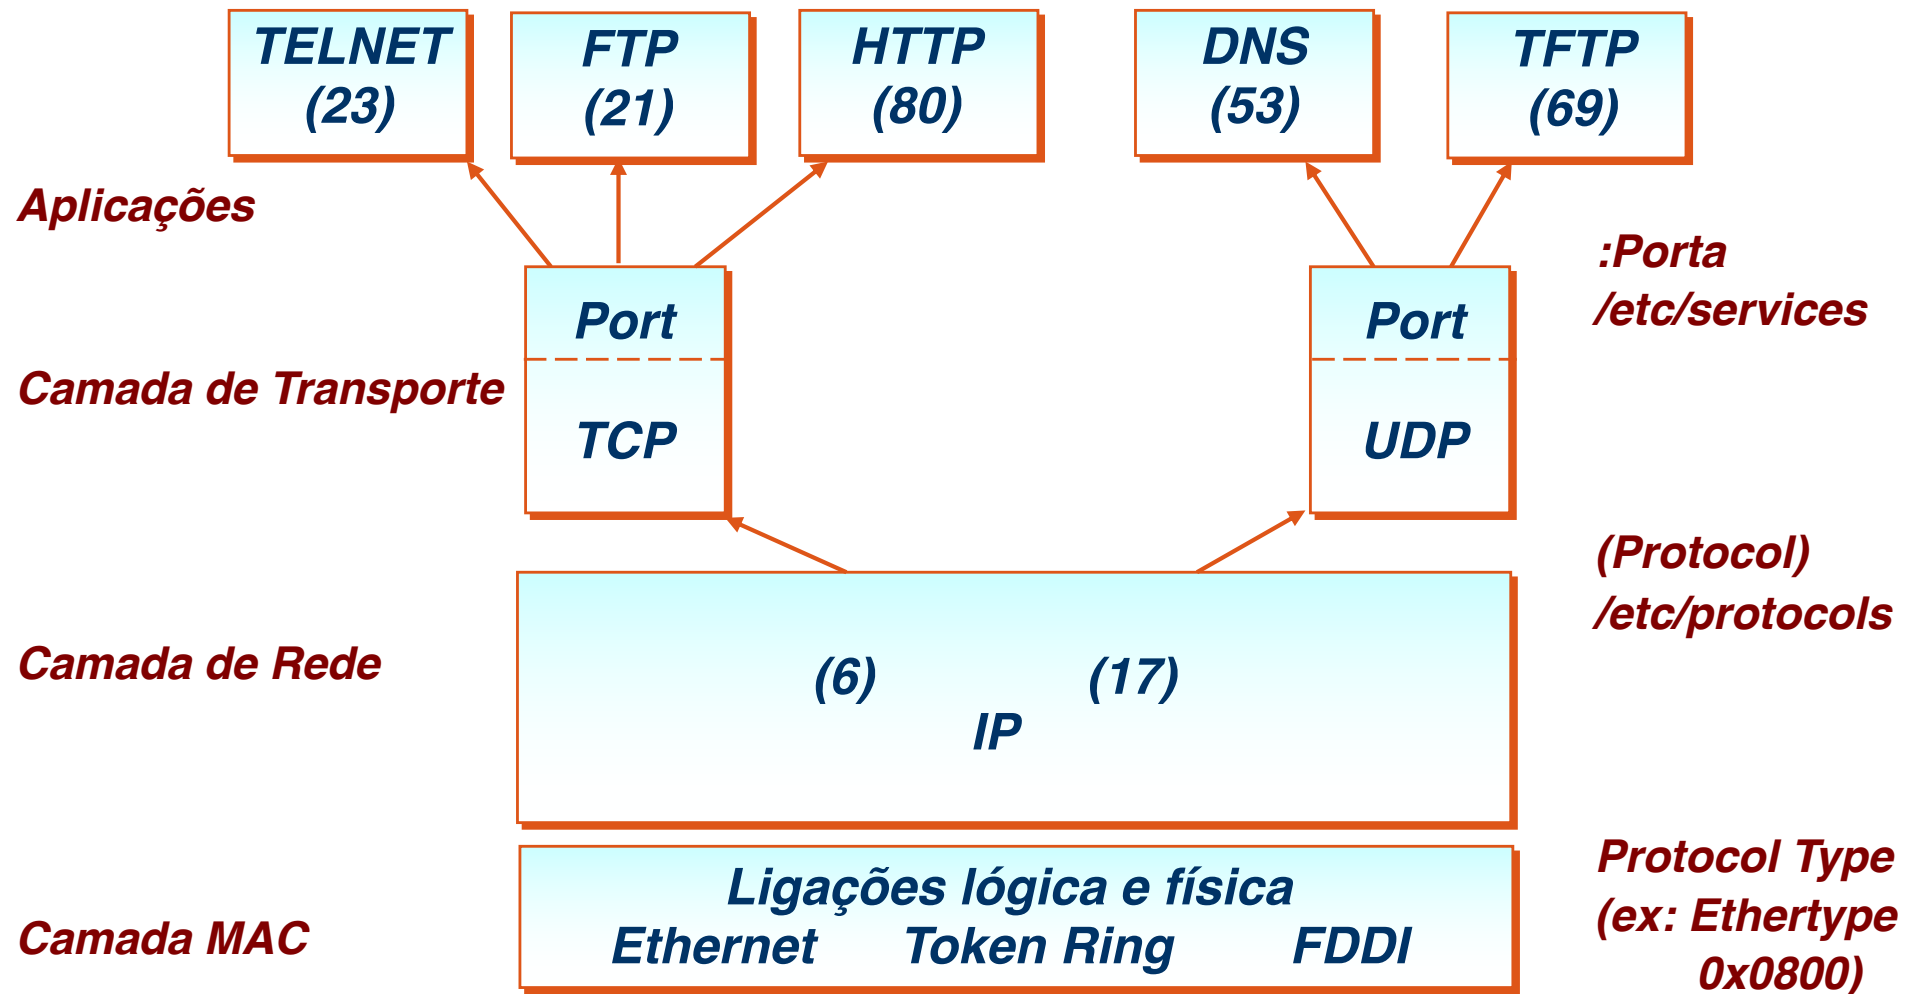 TELNET
(23)
FTP
(21)
HTTP
(80)
DNS
(53)
TFTP
(69)
Aplicações
:Porta
/etc/services
Port
Port
Camada de Transporte
TCP
UDP
(Protocol)
/etc/protocols
Camada de Rede
(6) (17)
IP
Camada MAC
Ligações lógica e física
Ethernet Token Ring FDDI
Protocol Type
(ex: Ethertype
0x0800)